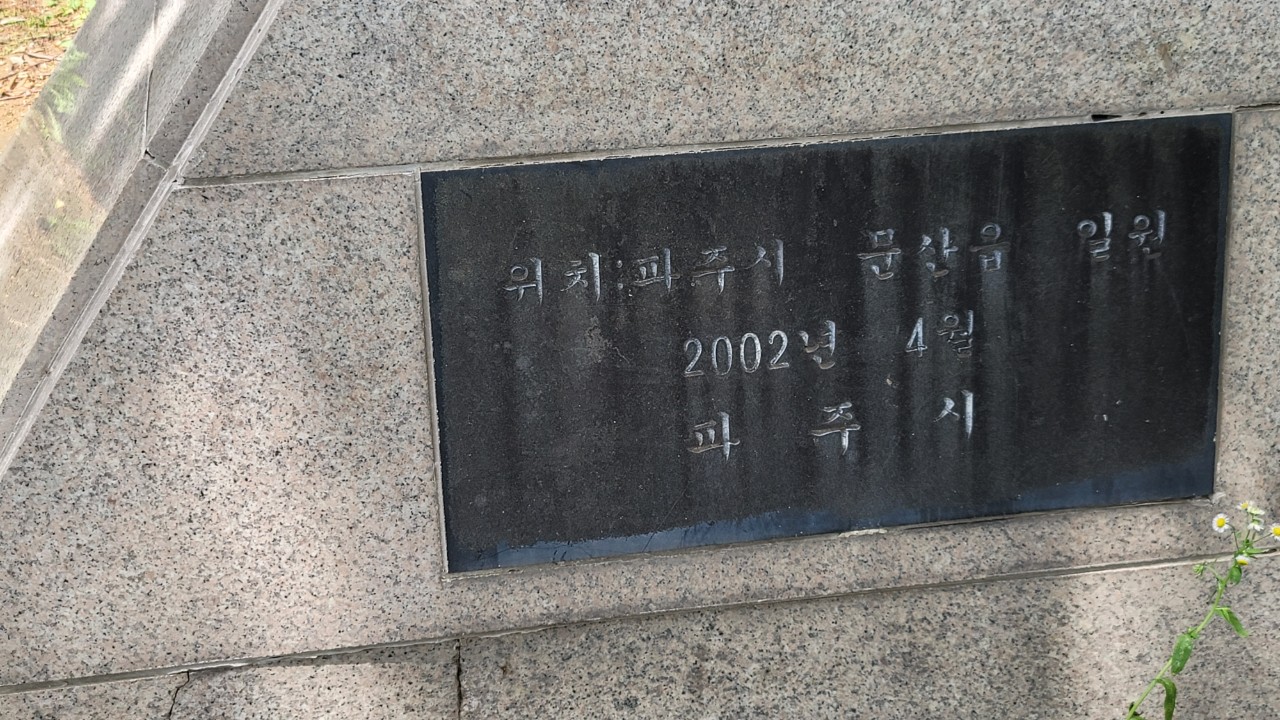 위치:파주시 문산읍 일원
2002년 4월
파 주 시